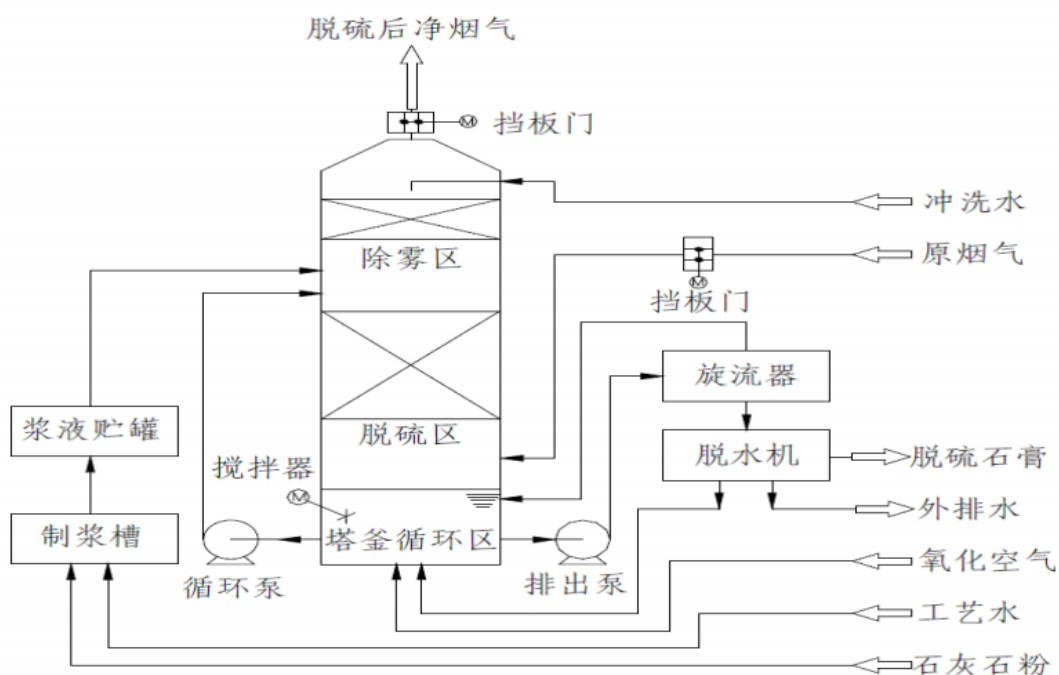 脱硫后净烟气
M
挡板门
冲洗水
除雾区
原烟气
M
挡板门
旋流器
浆液贮罐
脱硫区
脱水机
脱硫石膏
搅拌器
M
外排水
制浆槽
塔釜循环区
循环泵
排出泵
氧化空气
工艺水
石灰石粉